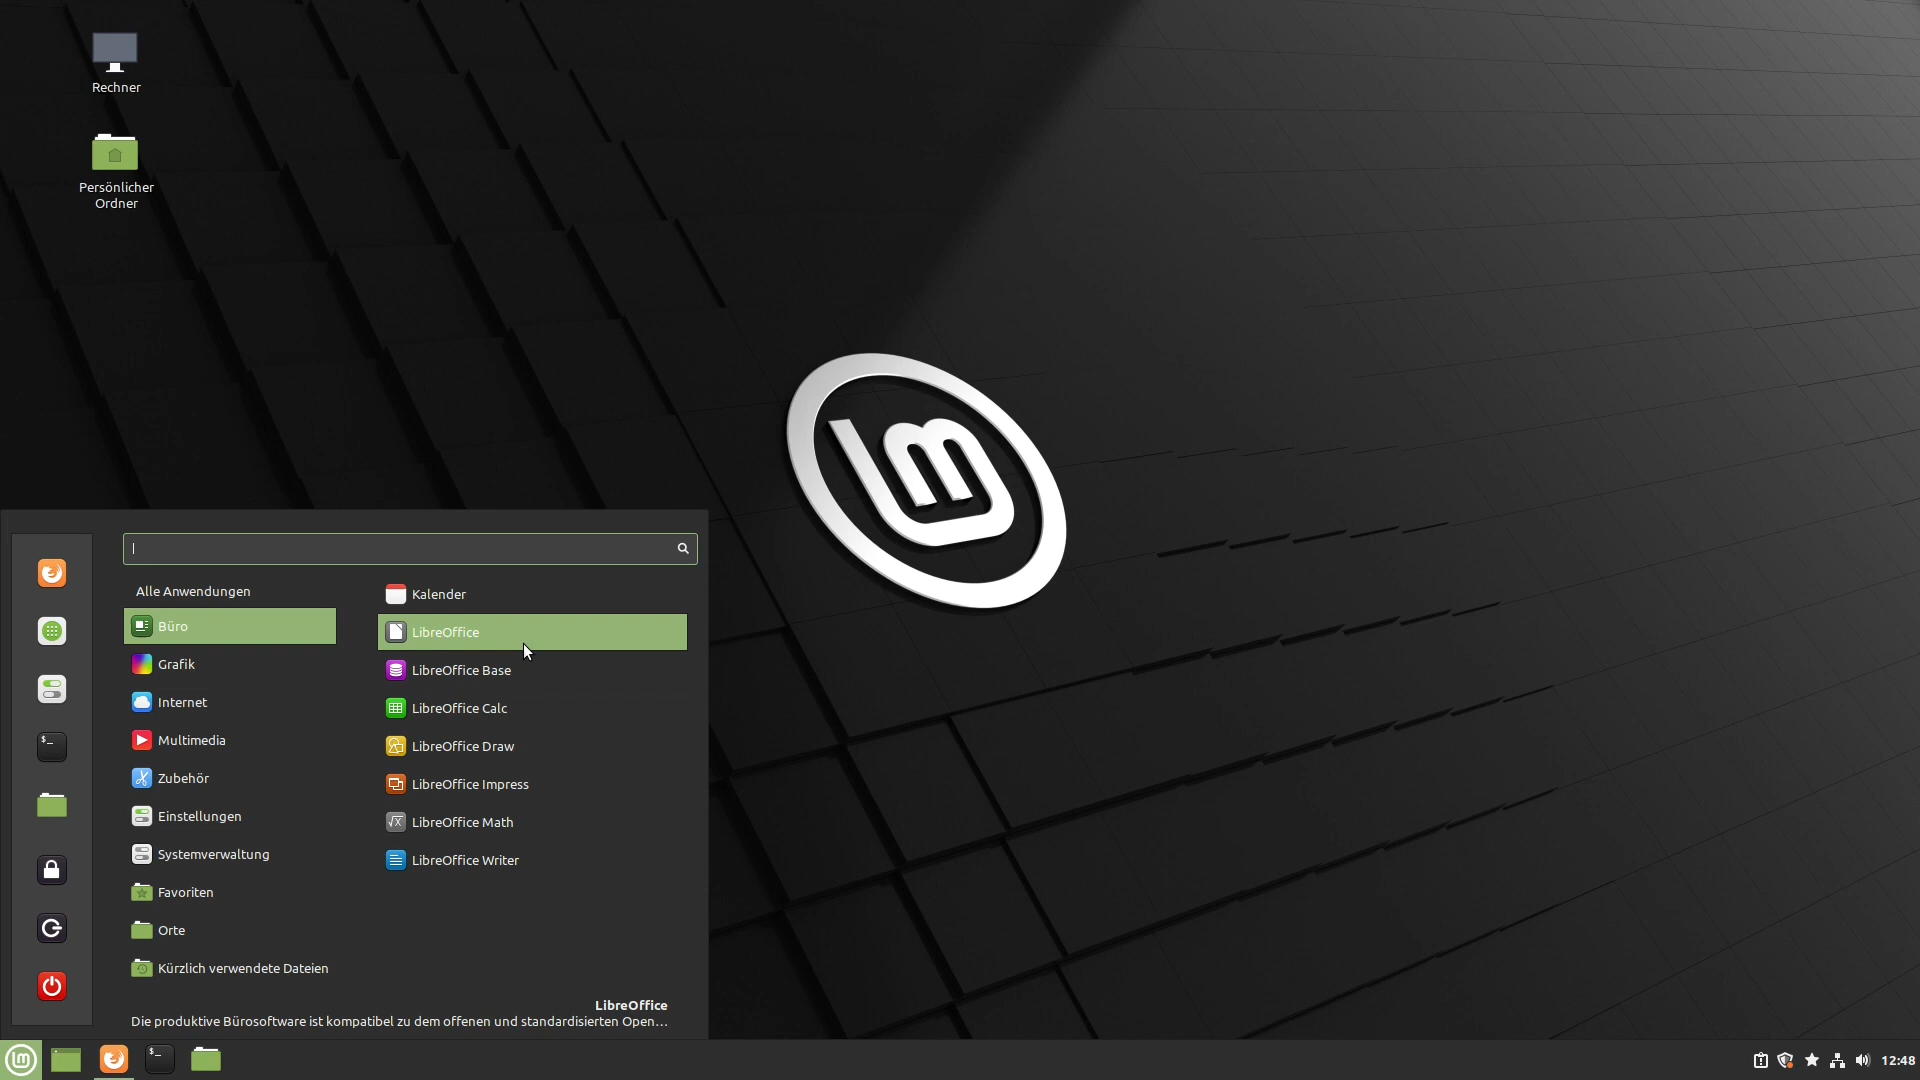 Rechner
Persönlicher
Ordner
Alle Anwendungen
Büro
Grafik
Internet
Multimedia
Zubehör
Einstellungen
Systemverwaltung
Favoriten
Orte
Kürzlich verwendete Dateien
Kalender
LibreOffice
LibreOffice Base
LibreOffice Calc
LibreOffice Draw
LibreOffice Impress
LibreOffice Math
LibreOffice Writer
LibreOffice
Die produktive Bürosoftware ist kompatibel zu dem offenen und standardisierten Open...
12:48